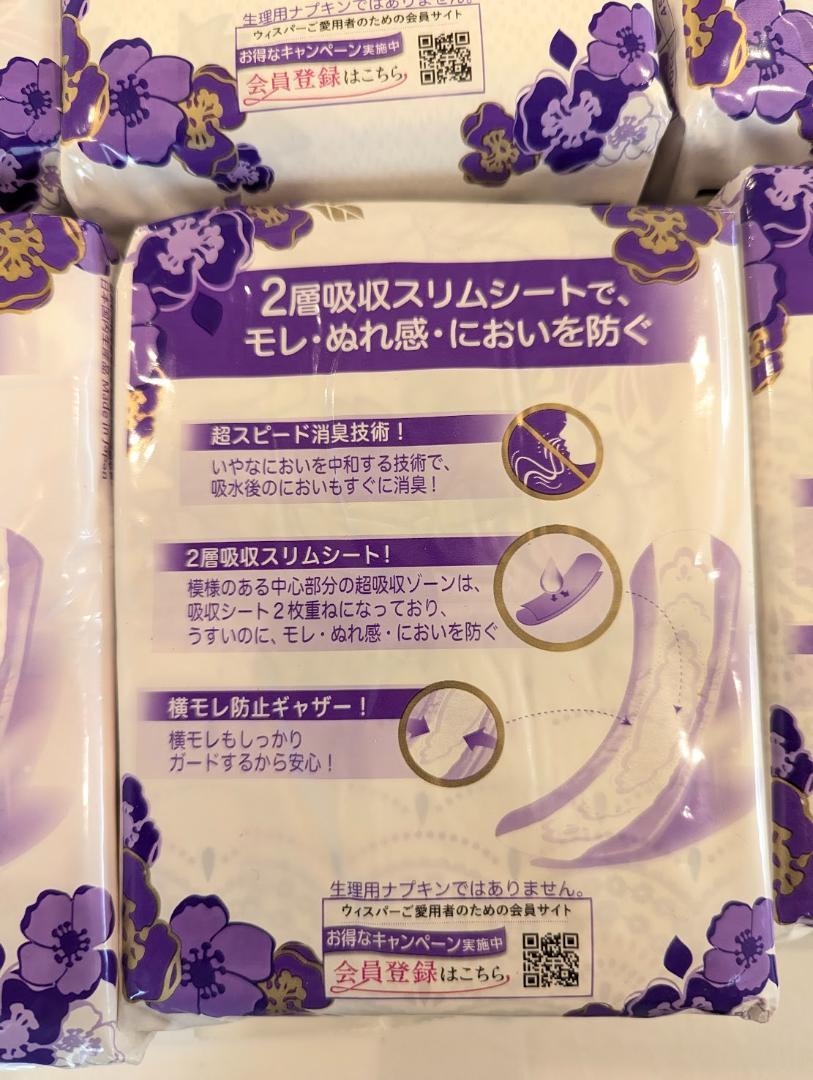 生理用ナプキンではありません。
ウィスパーご愛用者のための会員サイト
お得なキャンペーン実施中
会員登録はこちら
日本国内生産品 Made in Japan
2層吸収スリムシートで、
モレ・ぬれ感・においを防ぐ
超スピード消臭技術！
いやなにおいを中和する技術で、
吸水後のにおいもすぐに消臭！
2層吸収スリムシート！
模様のある中心部分の超吸収ゾーンは、
吸収シート２枚重ねになっており、
うすいのに、モレ・ぬれ感・においを防ぐ
横モレ防止ギャザー！
横モレもしっかり
ガードするから安心！
生理用ナプキンではありません。
ウィスパーご愛用者のための会員サイト
お得なキャンペーン実施中
会員登録はこちら